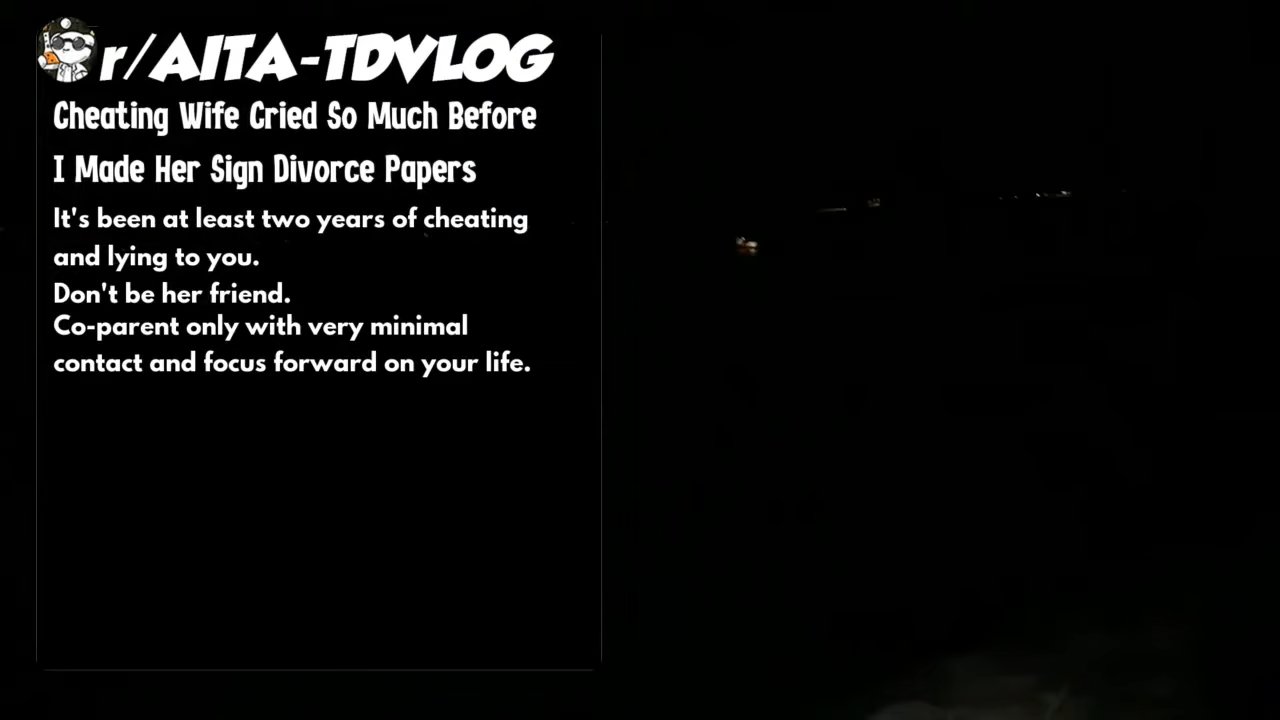 r/AITA-TDVLOG
Cheating Wife Cried So Much Before
I Made Her Sign Divorce Papers
It's been at least two years of cheating
and lying to you.
Don't be her friend.
Co-parent only with very minimal
contact and focus forward on your life.